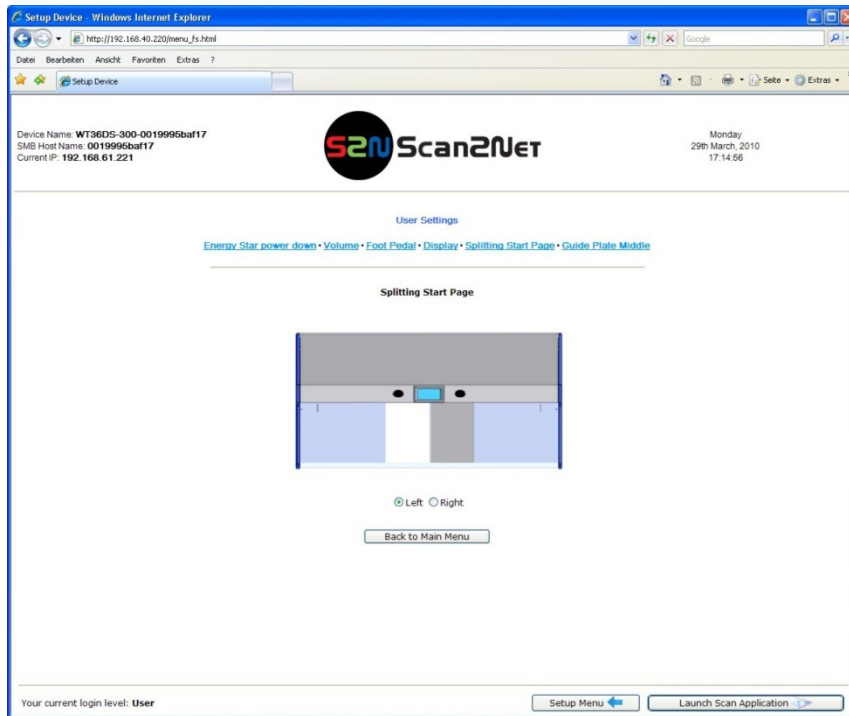 Setup Device - Windows Internet Explorer
http://192.168.40.220/menu_fs.html
Google
Datei Bearbeiten Ansicht Favoriten Extras ?
Setup Device
Seite Extras
Device Name: WT36DS-300-0019995baf17
SMB Host Name: 0019995baf17
Current IP: 192.168.61.221
S2N Scan2Net
Monday
29th March, 2010
17:14:56
User Settings
Energy Star power down • Volume • Foot Pedal • Display • Splitting Start Page • Guide Plate Middle
Splitting Start Page
Left Right
Back to Main Menu
Your current login level: User
Setup Menu
Launch Scan Application